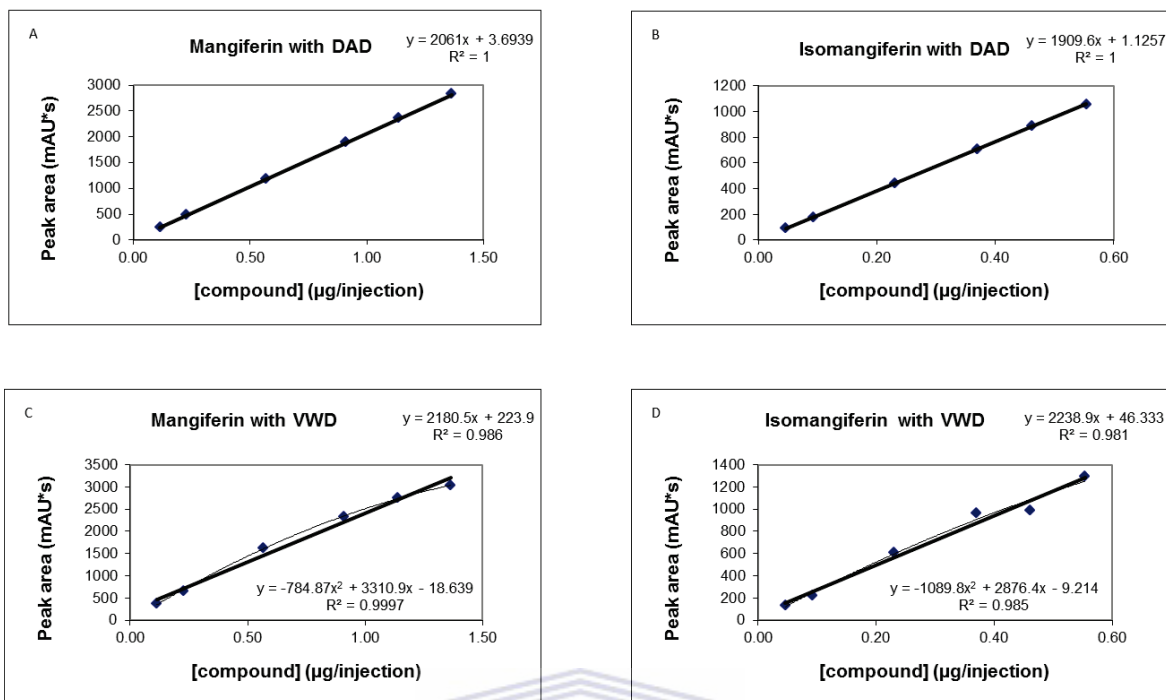 A
Mangiferin with DAD
y = 2061x + 3.6939
R² = 1
Peak area (mAU*s)
3000
2500
2000
1500
1000
500
0
0.00 0.50 1.00 1.50
[compound] (µg/injection)
B
Isomangiferin with DAD
y = 1909.6x + 1.1257
R² = 1
Peak area (mAU*s)
1200
1000
800
600
400
200
0
0.00 0.20 0.40 0.60
[compound] (µg/injection)
C
Mangiferin with VWD
y = 2180.5x + 223.9
R² = 0.986
Peak area (mAU*s)
3500
3000
2500
2000
1500
1000
500
0
y = -784.87x² + 3310.9x - 18.639
R² = 0.9997
0.00 0.50 1.00 1.50
[compound] (µg/injection)
D
Isomangiferin with VWD
y = 2238.9x + 46.333
R² = 0.981
Peak area (mAU*s)
1400
1200
1000
800
600
400
200
0
y = -1089.8x² + 2876.4x - 9.214
R² = 0.985
0.00 0.20 0.40 0.60
[compound] (µg/injection)